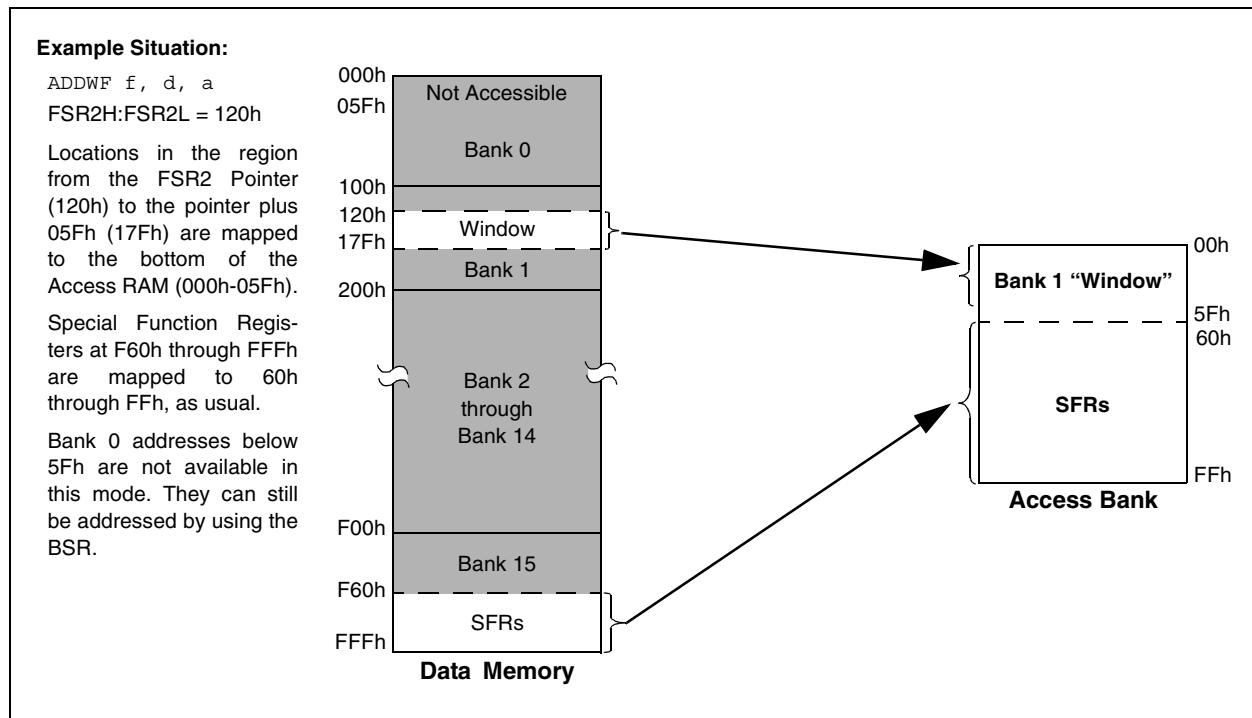 Example Situation:
ADDWF f, d, a
FSR2H:FSR2L = 120h
Locations in the region
from the FSR2 Pointer
(120h) to the pointer plus
05Fh (17Fh) are mapped
to the bottom of the
Access RAM (000h-05Fh).
Special Function Regis-
ters at F60h through FFFh
are mapped to 60h
through FFh, as usual.
Bank 0 addresses below
5Fh are not available in
this mode. They can still
be addressed by using the
BSR.
000h
Not Accessible
05Fh
Bank 0
100h
120h
Window
17Fh
Bank 1
200h
Bank 2
through
Bank 14
F00h
Bank 15
F60h
SFRs
FFFh
Data Memory
00h
Bank 1 “Window”
5Fh
60h
SFRs
FFh
Access Bank